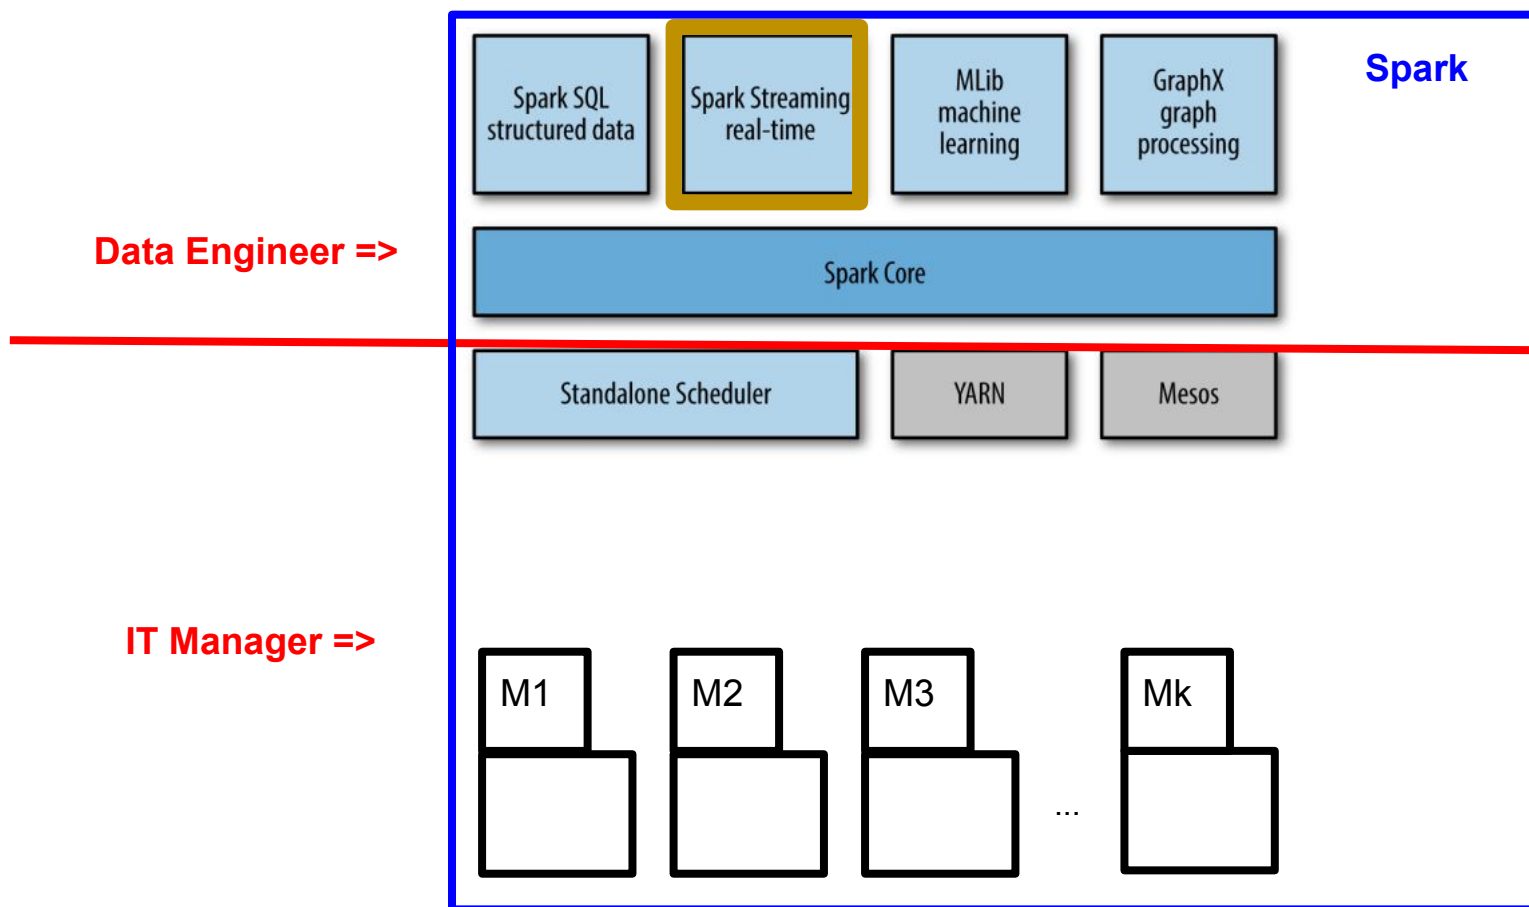 Spark
Spark SQL
structured data
Spark Streaming
real-time
MLib
machine
learning
GraphX
graph
processing
Data Engineer =>
Spark Core
Standalone Scheduler
YARN
Mesos
IT Manager =>
M1
M2
M3
...
Mk